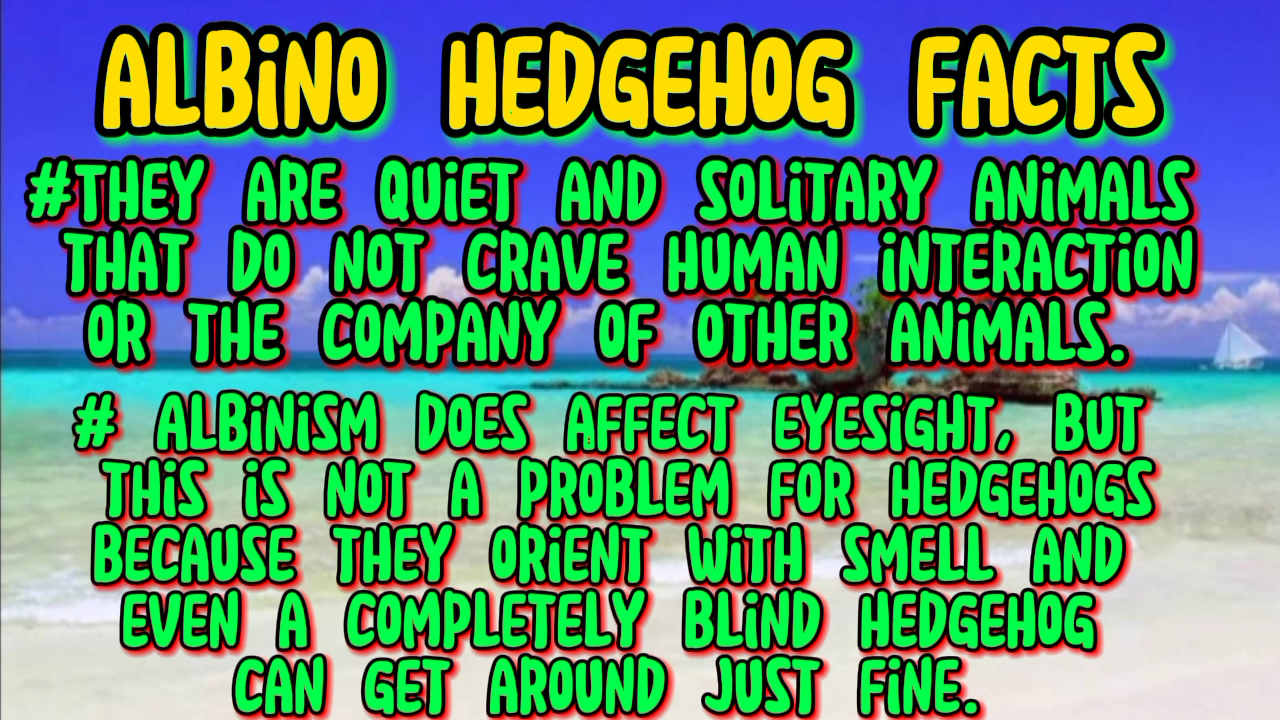 ALBiNO HEDGEHOG FACTS
#THEY ARE QUiET AND SOLiTARY ANiMALS
THAT DO NOT CRAVE HUMAN iNTERACTiON
OR THE COMPANY OF OTHER ANiMALS.
# ALBiNiSM DOES AFFECT EYESiGHT, BUT
THiS iS NOT A PROBLEM FOR HEDGEHOGS
BECAUSE THEY ORiENT WiTH SMELL AND
EVEN A COMPLETELY BLiND HEDGEHOG
CAN GET AROUND JUST FiNE.